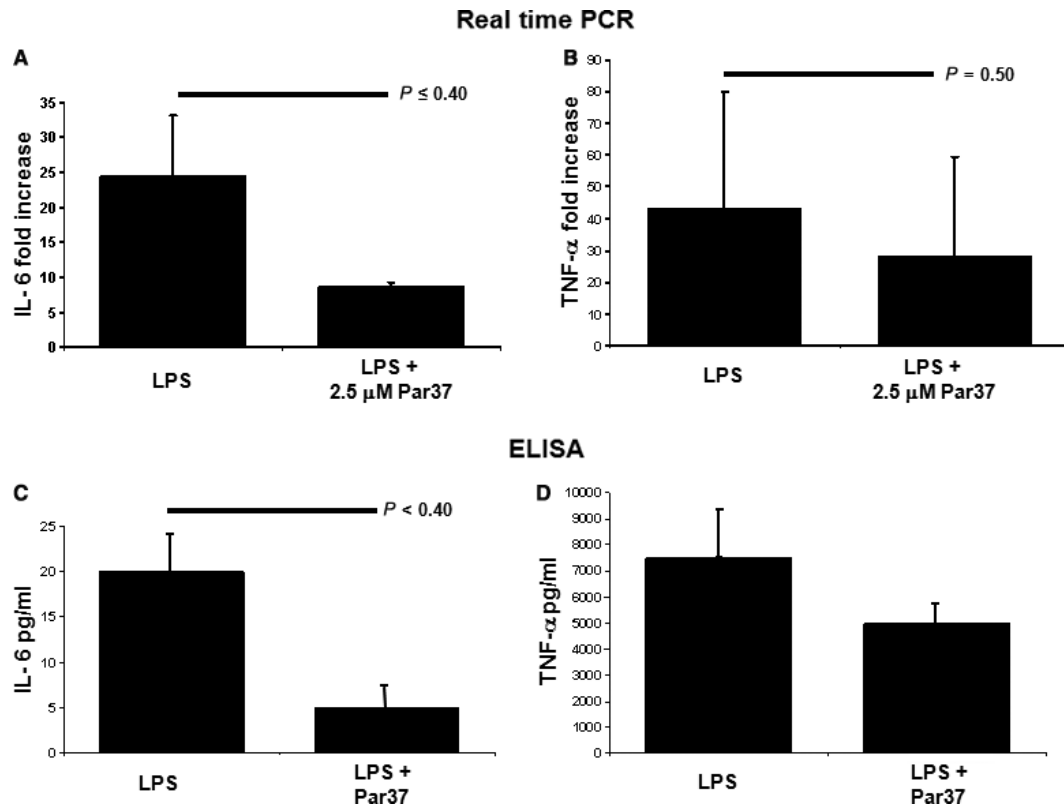 Real time PCR
A
P ≤ 0.40
35
30
25
20
15
10
5
0
IL- 6 fold increase
LPS
LPS +
2.5 μM Par37
B
P = 0.50
90
80
70
60
50
40
30
20
10
0
TNF-α fold increase
LPS
LPS +
2.5 μM Par37
ELISA
C
P < 0.40
25
20
15
10
5
0
IL- 6 pg/ml
LPS
LPS +
Par37
D
10000
9000
8000
7000
6000
5000
4000
3000
2000
1000
0
TNF-α pg/ml
LPS
LPS +
Par37